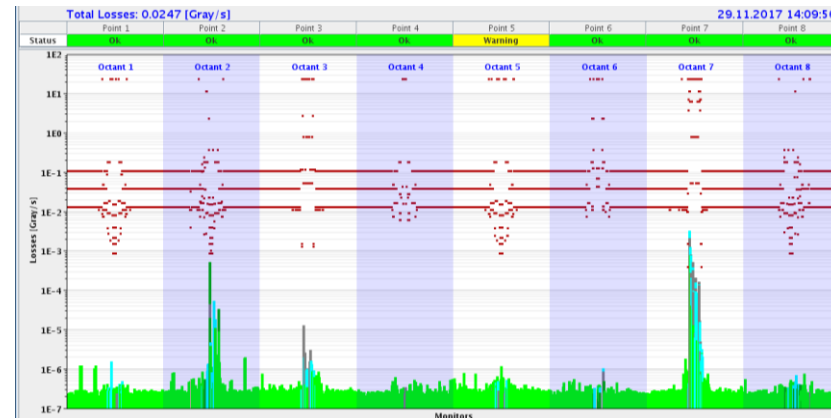 Total Losses: 0.0247 [Gray/s] 29.11.2017 14:09:56
Point 1 Point 2 Point 3 Point 4 Point 5 Point 6 Point 7 Point 8
Status Ok Ok Ok Ok Warning Ok Ok Ok
1E2
Octant 1 Octant 2 Octant 3 Octant 4 Octant 5 Octant 6 Octant 7 Octant 8
1E1
1E0
1E-1
Losses [Gray/s]
1E-2
1E-3
1E-4
1E-5
1E-6
1E-7
Monitors